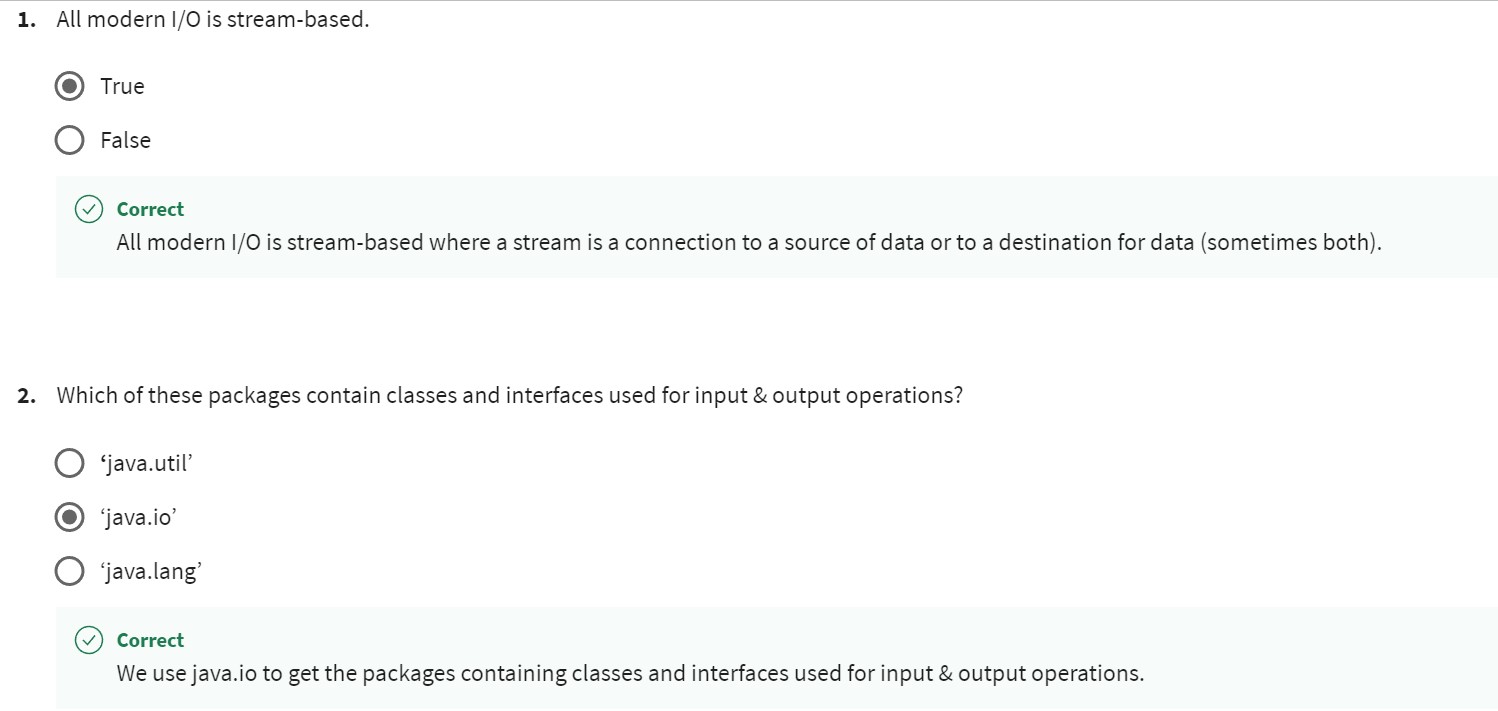 1. All modern I/O is stream-based.
True
False
Correct
All modern I/O is stream-based where a stream is a connection to a source of data or to a destination for data (sometimes both).
2. Which of these packages contain classes and interfaces used for input & output operations?
‘java.util’
‘java.io’
‘java.lang’
Correct
We use java.io to get the packages containing classes and interfaces used for input & output operations.